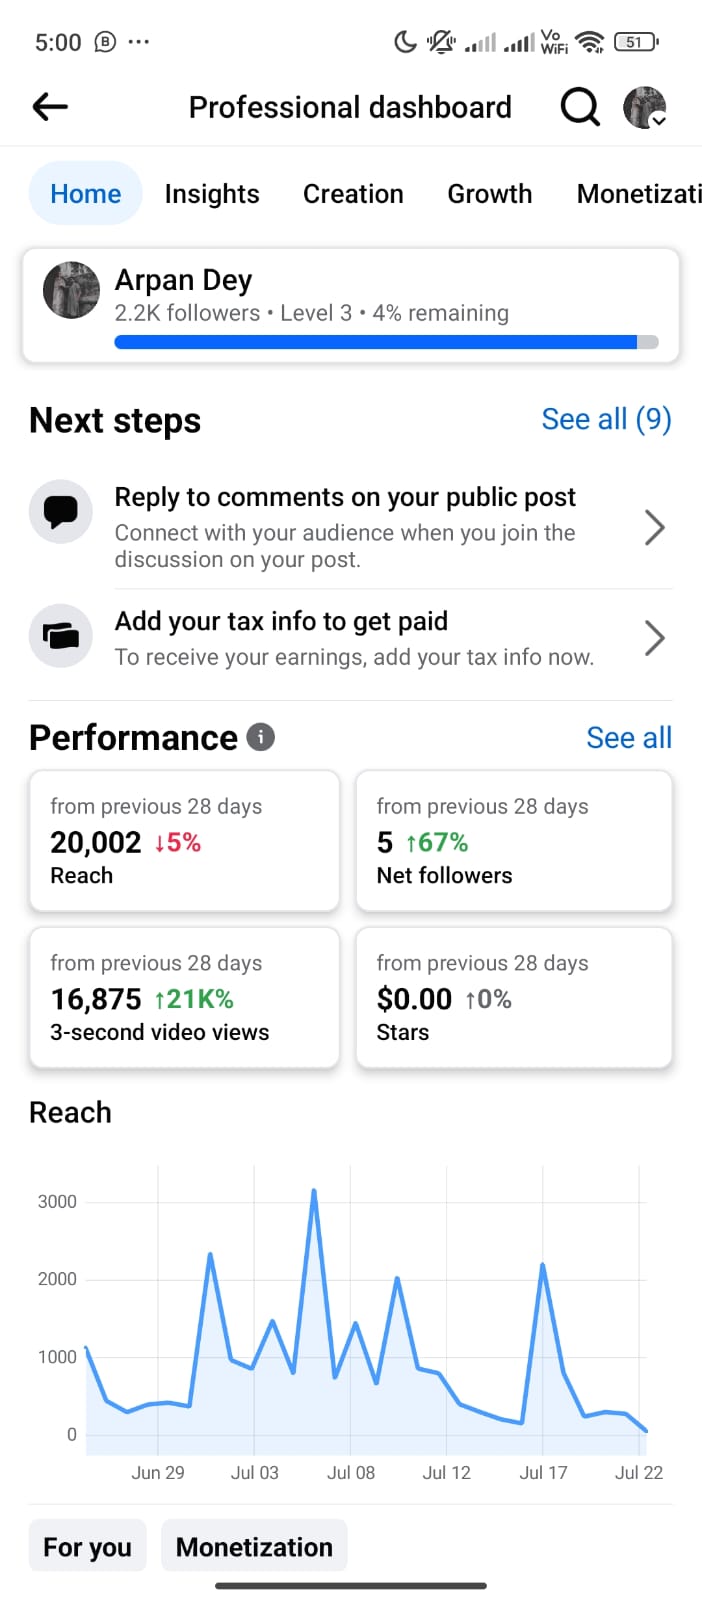 5:00 B ...
Vo WiFi 51
Professional dashboard
Home Insights Creation Growth Monetizati
Arpan Dey
2.2K followers • Level 3 • 4% remaining
Next steps See all (9)
Reply to comments on your public post
Connect with your audience when you join the
discussion on your post.
Add your tax info to get paid
To receive your earnings, add your tax info now.
Performance i See all
from previous 28 days
20,002 ↓5%
Reach
from previous 28 days
5 ↑67%
Net followers
from previous 28 days
16,875 ↑21K%
3-second video views
from previous 28 days
$0.00 ↑0%
Stars
Reach
3000
2000
1000
0
Jun 29 Jul 03 Jul 08 Jul 12 Jul 17 Jul 22
For you Monetization